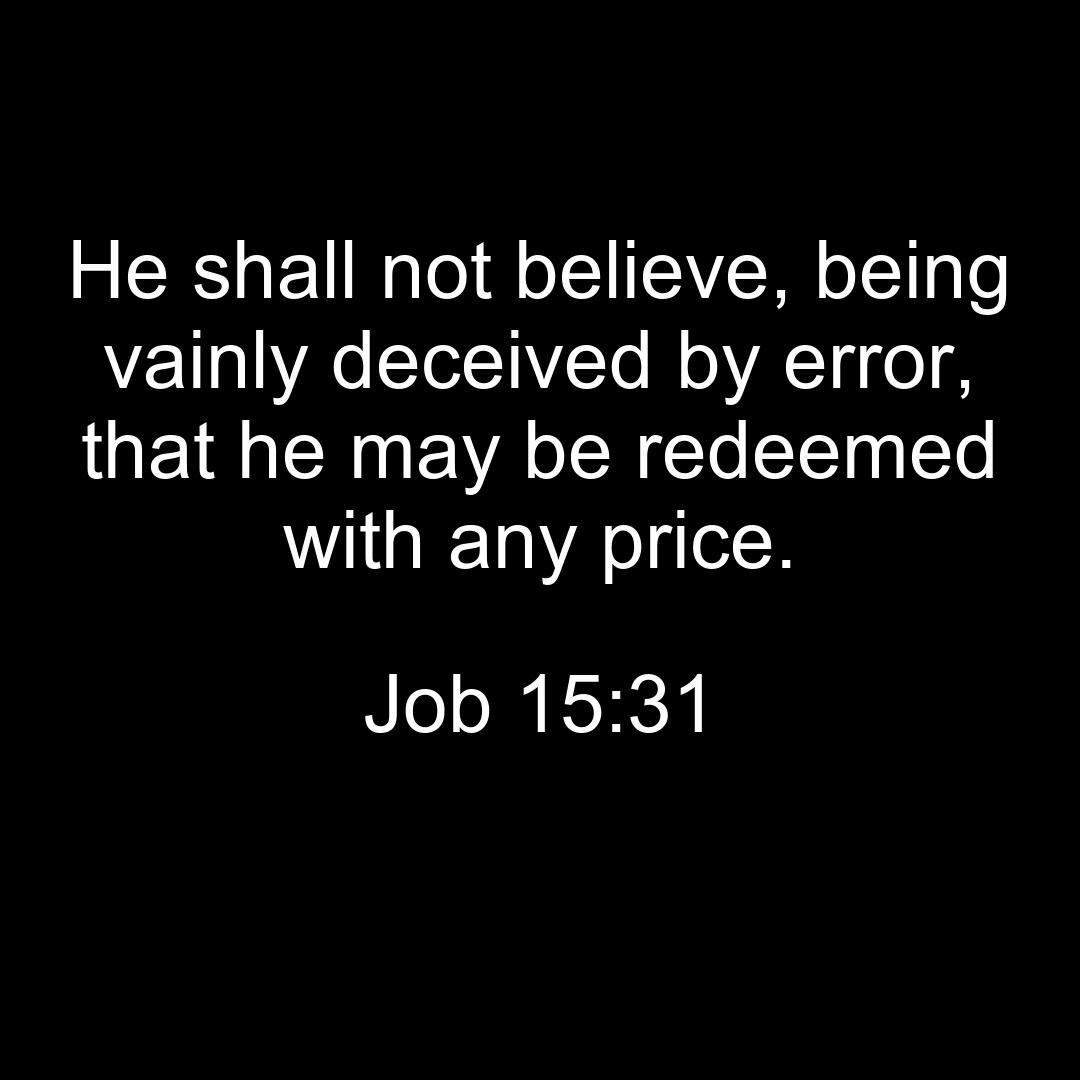 He shall not believe, being
vainly deceived by error,
that he may be redeemed
with any price.
Job 15:31